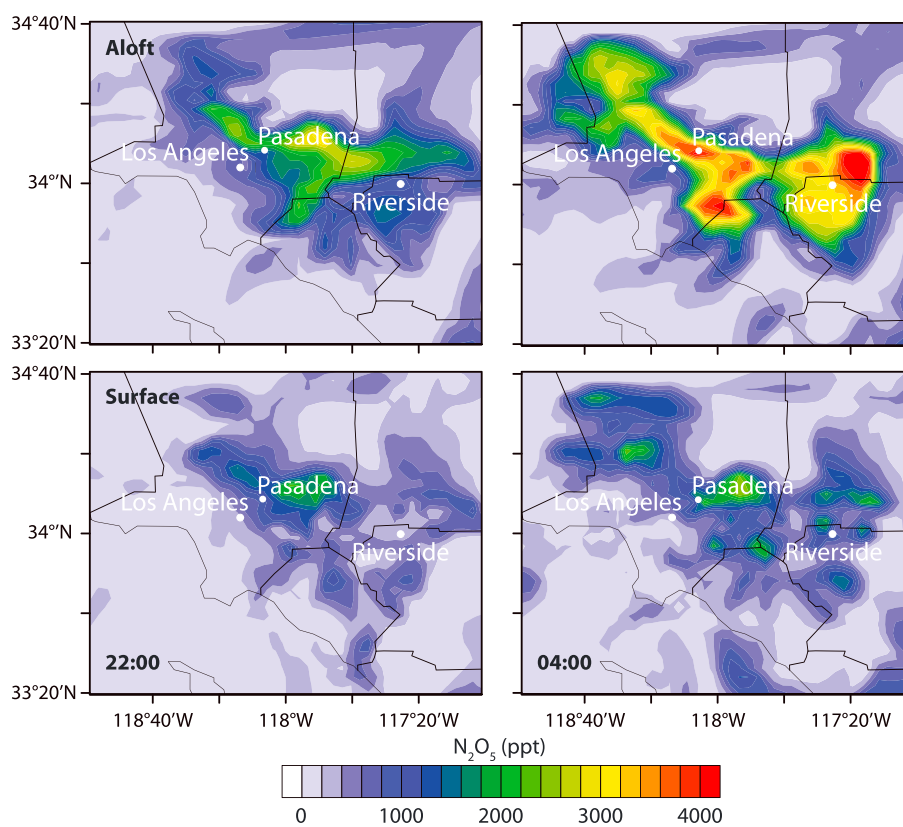 34°40′N
Aloft
Pasadena
Los Angeles
34°′N
Riverside
33°20′N
Pasadena
Los Angeles
Riverside
34°40′N
Surface
Pasadena
Los Angeles
34°′N
Riverside
22:00
33°20′N
Pasadena
Los Angeles
Riverside
04:00
118°40′W
118°W
117°20′W
118°40′W
118°W
117°20′W
N₂O₅ (ppt)
0 1000 2000 3000 4000